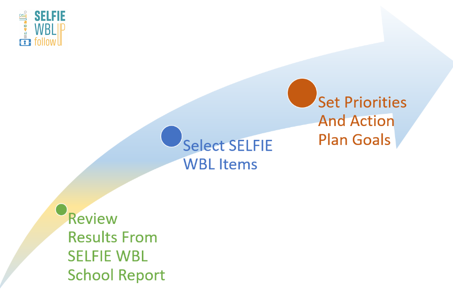 SELFIE
WBL
follow UP
Set Priorities
And Action
Plan Goals
Select SELFIE
WBL Items
Review
Results From
SELFIE WBL
School Report